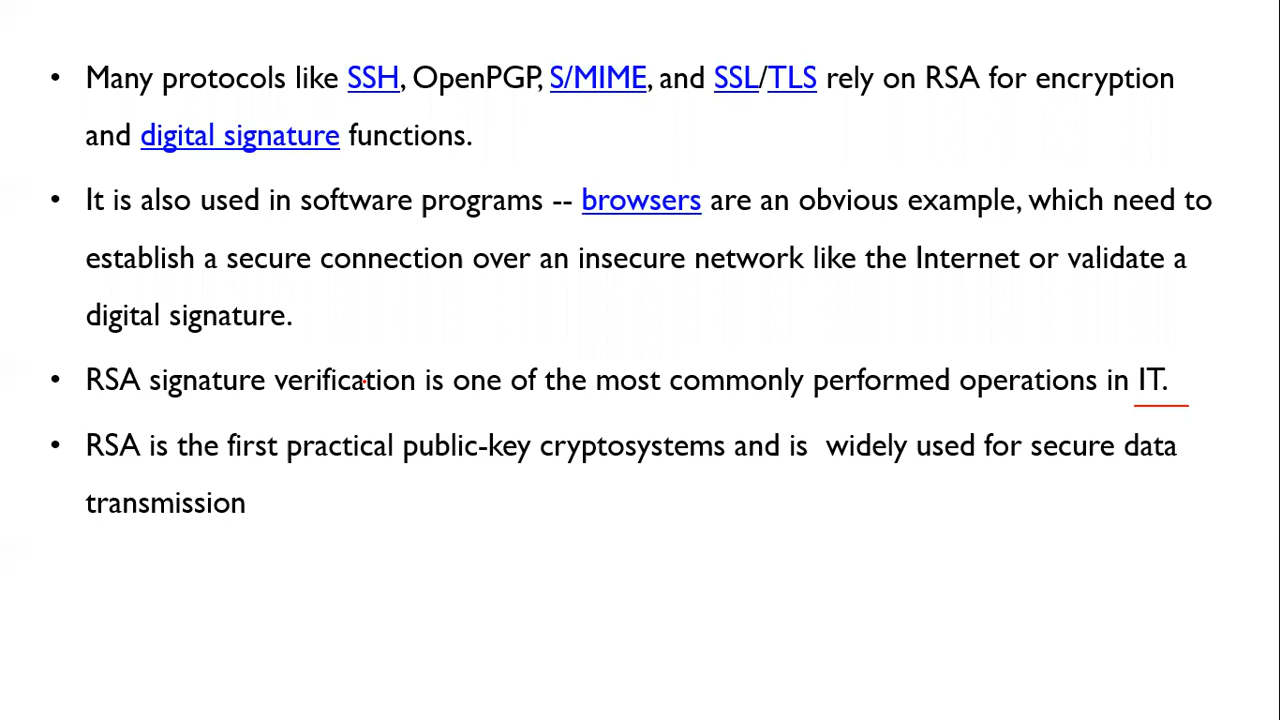 • Many protocols like SSH, OpenPGP, S/MIME, and SSL/TLS rely on RSA for encryption
and digital signature functions.
• It is also used in software programs -- browsers are an obvious example, which need to
establish a secure connection over an insecure network like the Internet or validate a
digital signature.
• RSA signature verification is one of the most commonly performed operations in IT.
• RSA is the first practical public-key cryptosystems and is  widely used for secure data
transmission